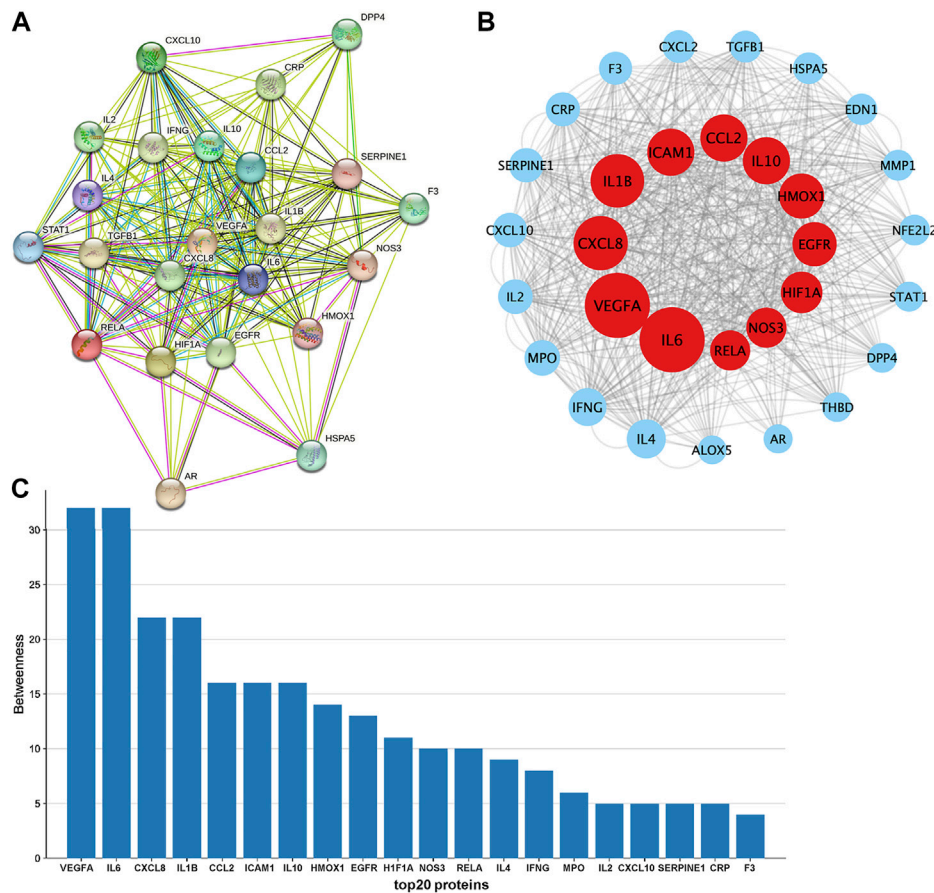 A
CXCL10
DPP4
CRP
IL2
IFNG
IL10
CCL2
SERPINE1
IL4
F3
IL1B
STAT1
TGFB1
VEGFA
NOS3
CXCL8
IL6
RELA
HIF1A
EGFR
HMOX1
HSPA5
AR
B
CXCL2
TGFB1
F3
HSPA5
CRP
EDN1
SERPINE1
MMP1
CXCL10
NFE2L2
IL2
STAT1
MPO
DPP4
IFNG
THBD
IL4
ALOX5
AR
CCL2
ICAM1
IL10
IL1B
HMOX1
CXCL8
EGFR
VEGFA
HIF1A
IL6
NOS3
RELA
C
Betweenness
30
25
20
15
10
5
0
VEGFA IL6 CXCL8 IL1B CCL2 ICAM1 IL10 HMOX1 EGFR H1F1A NOS3 RELA IL4 IFNG MPO IL2 CXCL10 SERPINE1 CRP F3
top20 proteins